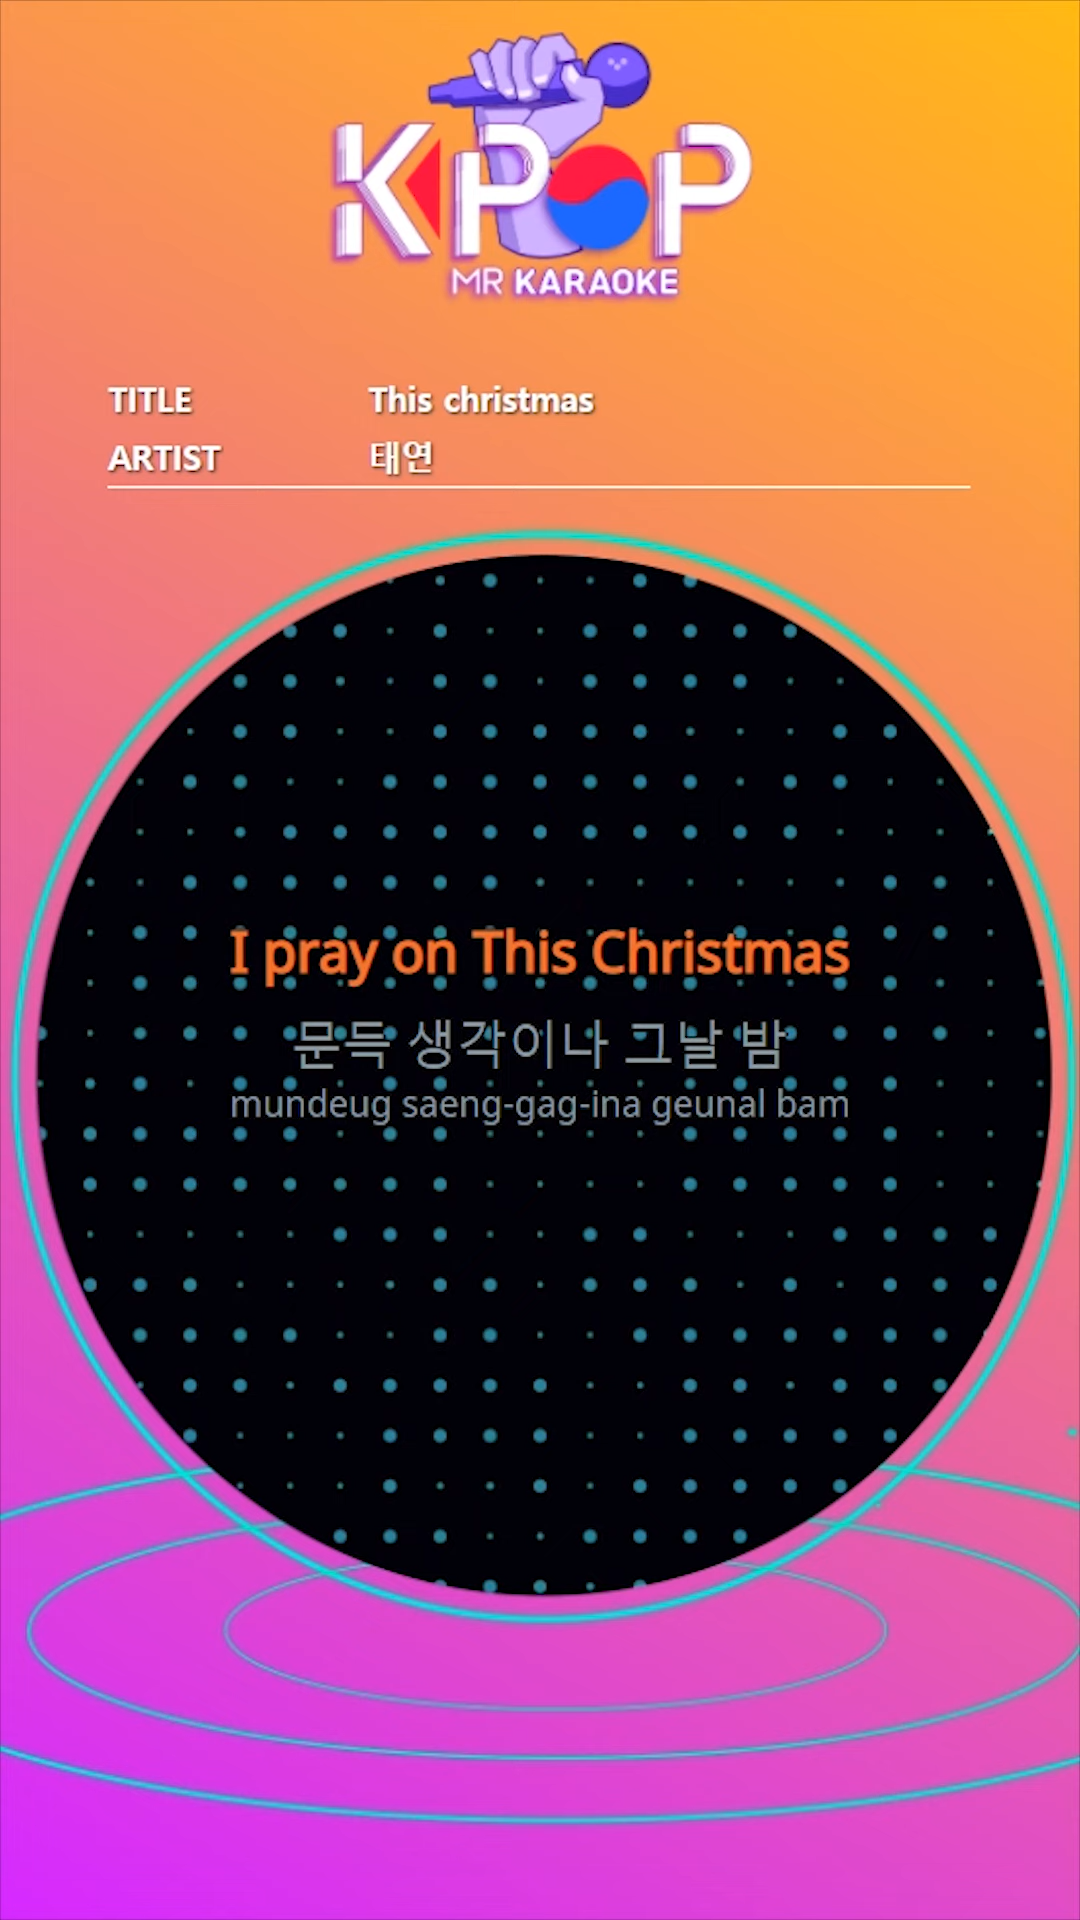 KPOP
MR KARAOKE
TITLE This christmas
ARTIST 태연
I pray on This Christmas
문득 생각이나 그날 밤
mundeug saeng-gag-ina geunal bam